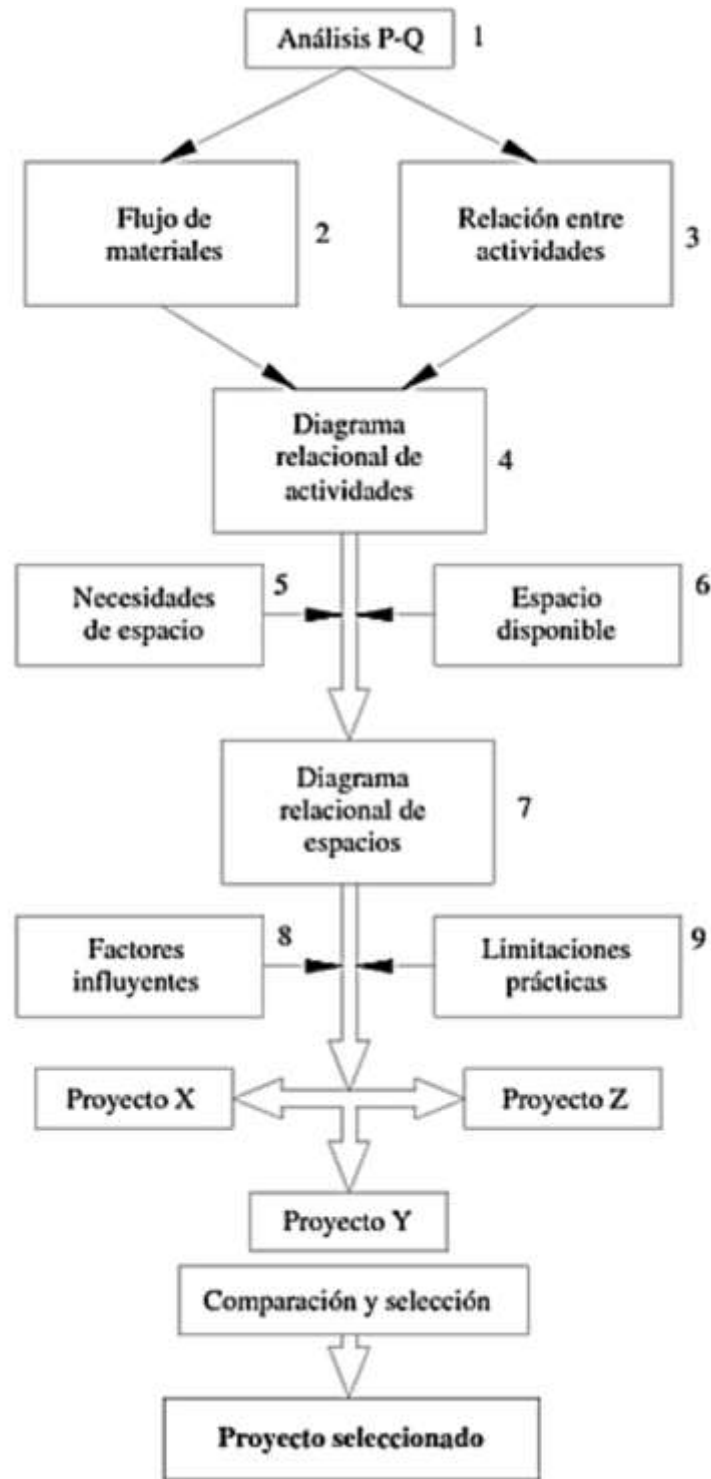 Análisis P-Q 1
Flujo de
materiales
2
Relación entre
actividades
3
Diagrama
relacional de
actividades
4
Necesidades
de espacio
5
Espacio
disponible
6
Diagrama
relacional de
espacios
7
Factores
influyentes
8
Limitaciones
prácticas
9
Proyecto X
Proyecto Z
Proyecto Y
Comparación y selección
Proyecto seleccionado